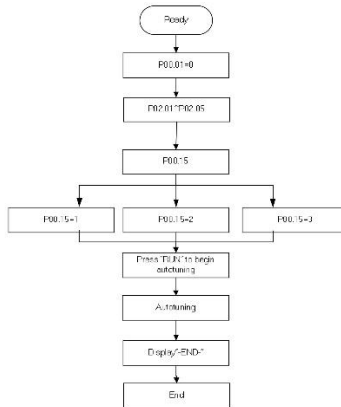 Ready
P00.01=0
P02.01~P02.05
P00.15
P00.15=1
P00.15=2
P00.15=3
Press "RUN" to begin
autotuning
Autotuning
Display"-END-"
End